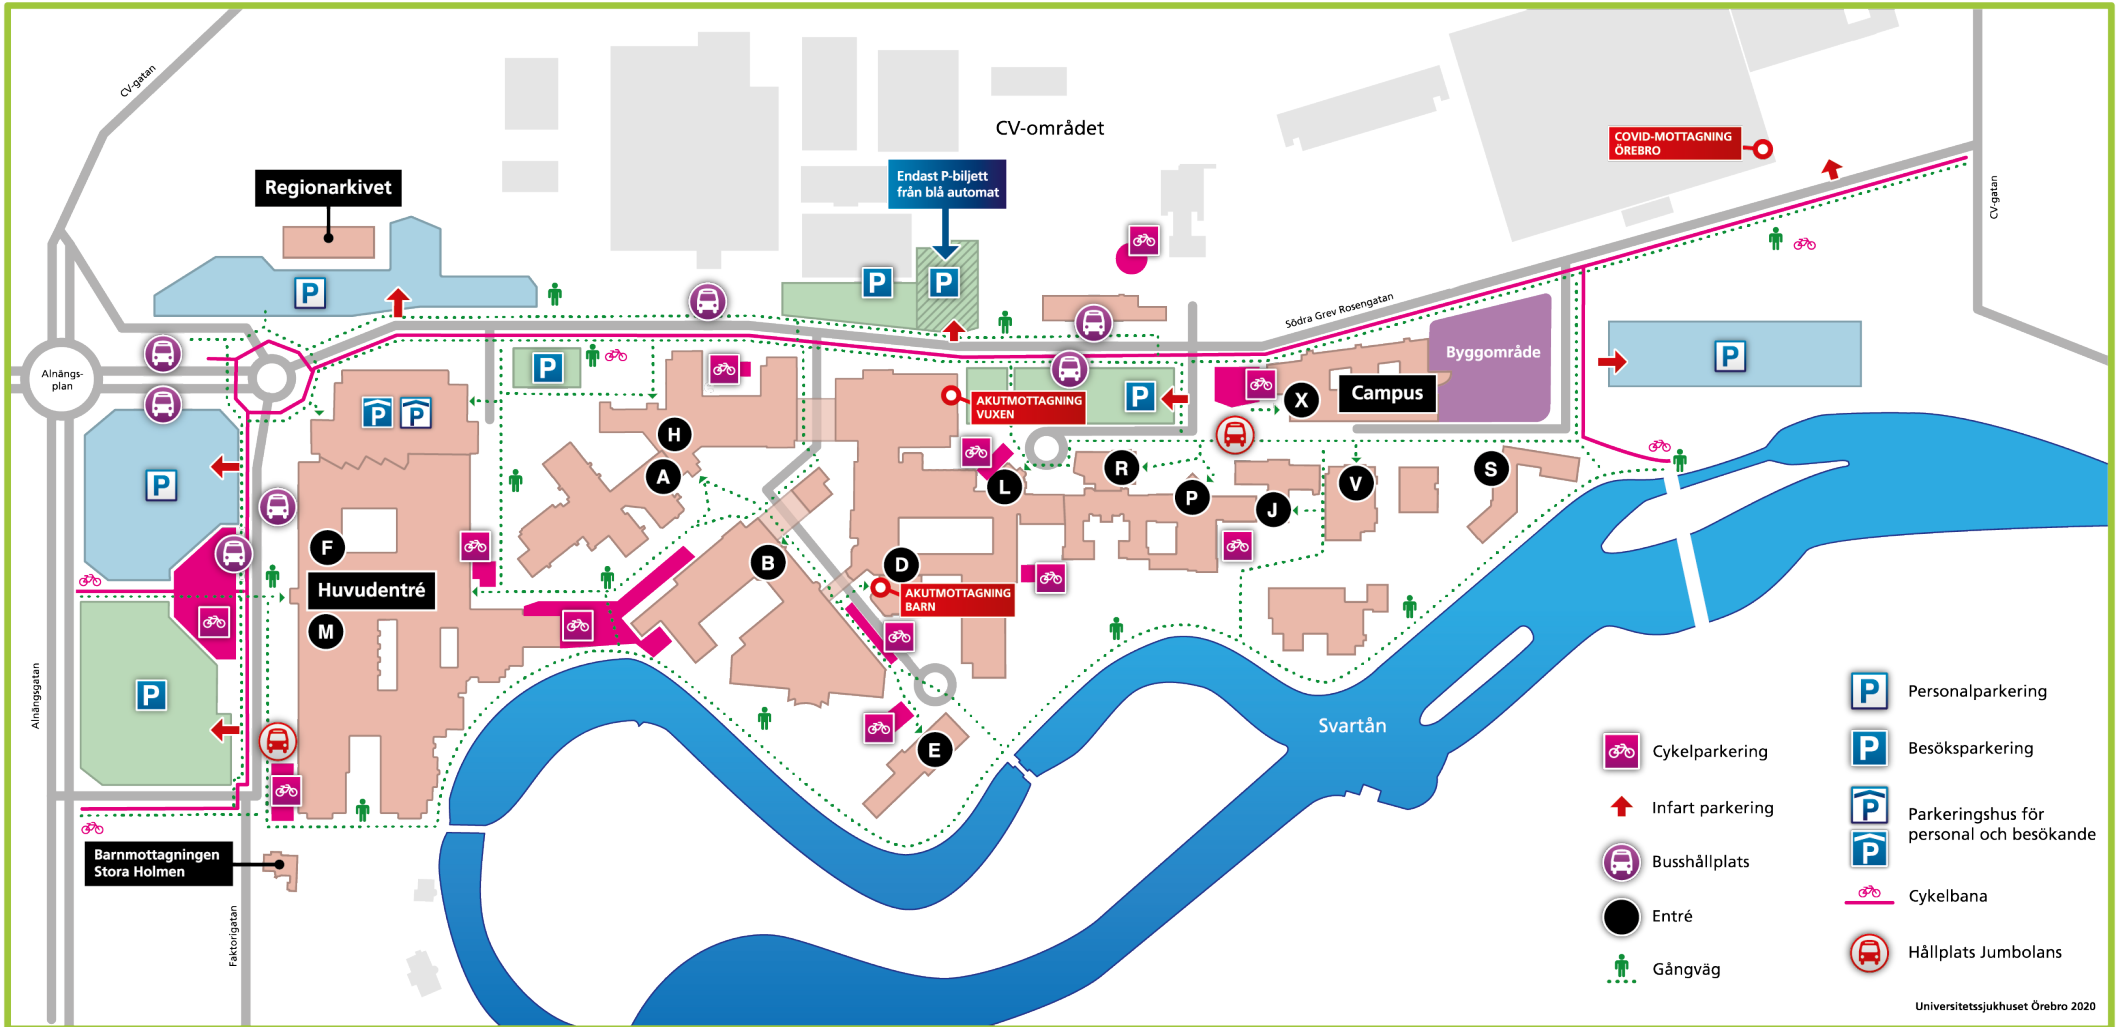 CV-gatan
CV-området
COVID-MOTTAGNING
ÖREBRO
Regionarkivet
Endast P-biljett
från blå automat
CV-gatan
P
P
P
Södra Grev Rosengatan
Alnängs-
plan
Byggområde
P
P
P
P
P
AKUTMOTTAGNING
VUXEN
X
Campus
H
A
R
S
L
P
J
V
P
F
B
D
Huvudentré
AKUTMOTTAGNING
BARN
M
Alnängsgatan
P
E
Svartån
Barnmottagningen
Stora Holmen
Faktorigatan
Cykelparkering
Infart parkering
Busshållplats
Entré
Gångväg
P
Personalparkering
P
Besöksparkering
P
P
Parkeringshus för
personal och besökande
Cykelbana
Hållplats Jumbolans
Universitetssjukhuset Örebro 2020